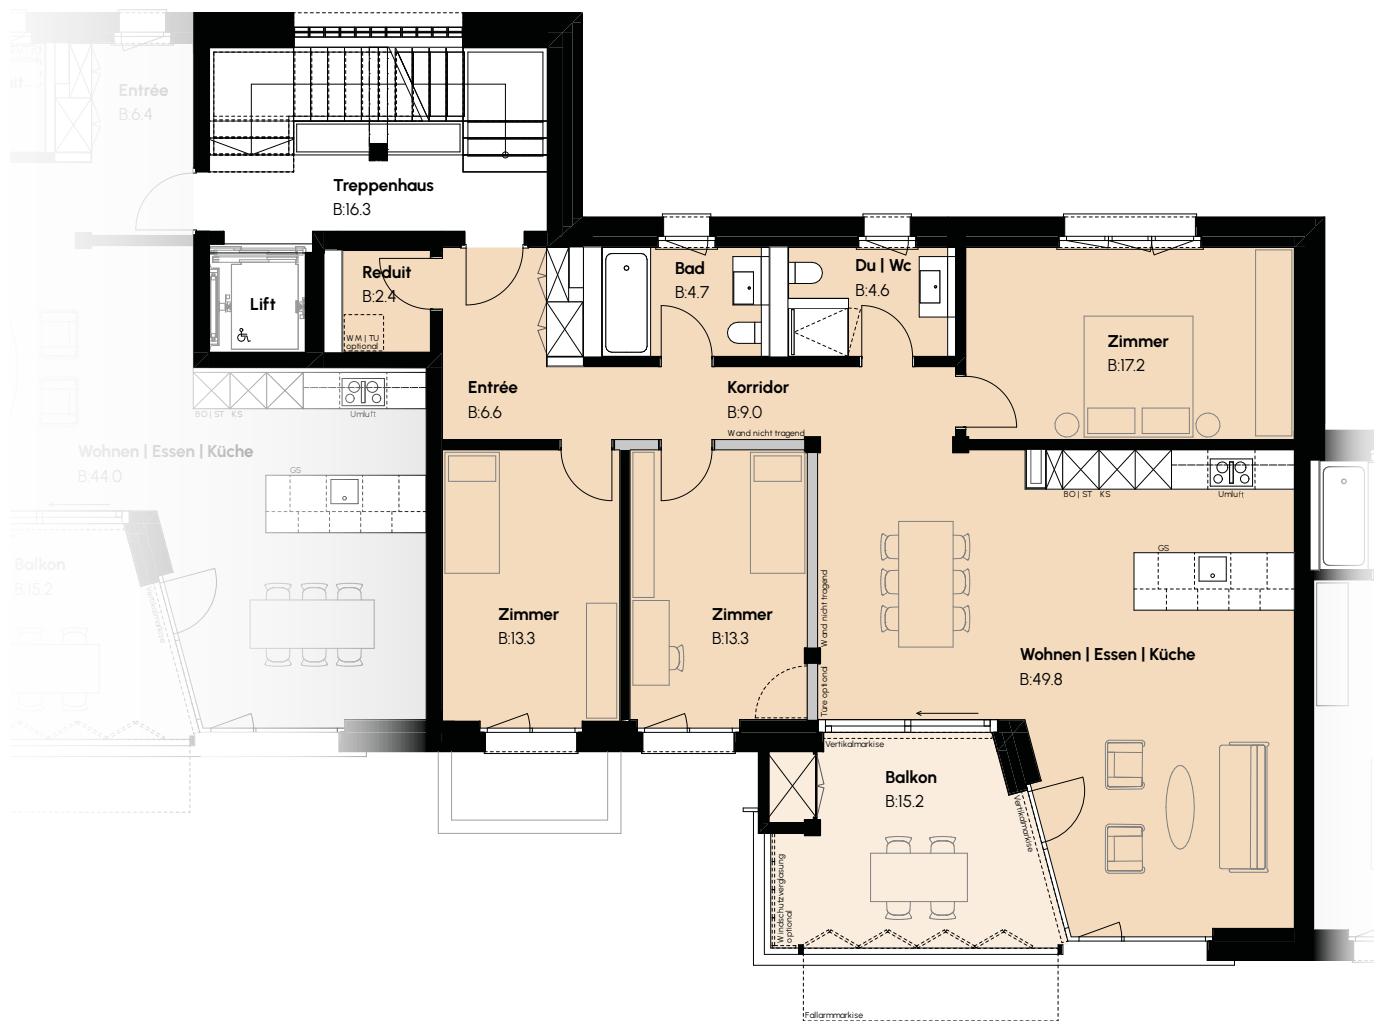 Entrée
B:6.4
Treppenhaus
B:16.3
Reduit
B:2.4
WM | TU
optional
Lift
Bad
B:4.7
Du | Wc
B:4.6
Zimmer
B:17.2
Entrée
B:6.6
Korridor
B:9.0
Wand nicht tragend
BO | ST KS
Umluft
Wohnen | Essen | Küche
B:44.0
GS
BO | ST KS
Umluft
GS
Balkon
B:15.2
Vertikalmarkise
Zimmer
B:13.3
Zimmer
B:13.3
Wand nicht tragend
Türe optional
Wohnen | Essen | Küche
B:49.8
Vertikalmarkise
Balkon
B:15.2
Vertikalmarkise
Windschutzverglasung
optional
Fallarmmarkise